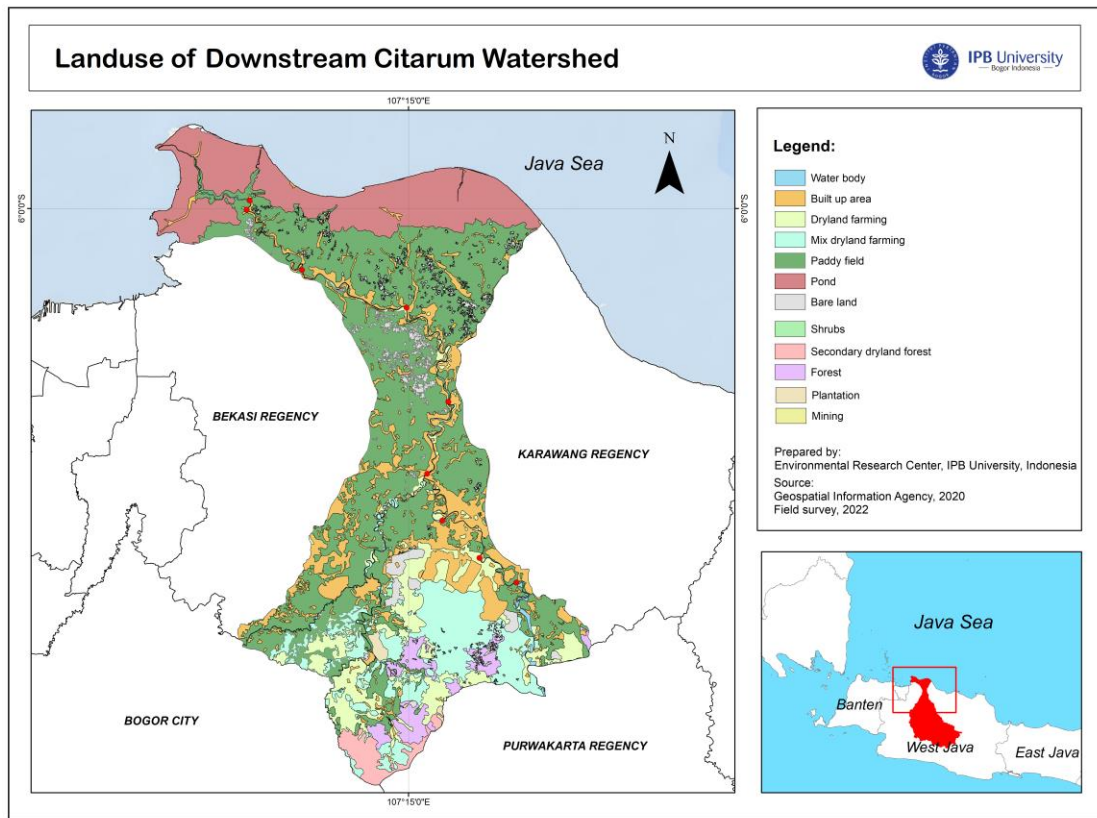 Landuse of Downstream Citarum Watershed
IPB University
Bogor Indonesia
107°15'0"E
N
Java Sea
6°0'0"S
6°0'0"S
BEKASI REGENCY
KARAWANG REGENCY
BOGOR CITY
PURWAKARTA REGENCY
107°15'0"E
Legend:
Water body
Built up area
Dryland farming
Mix dryland farming
Paddy field
Pond
Bare land
Shrubs
Secondary dryland forest
Forest
Plantation
Mining
Prepared by:
Environmental Research Center, IPB University, Indonesia
Source:
Geospatial Information Agency, 2020
Field survey, 2022
Java Sea
Banten
West Java
East Java